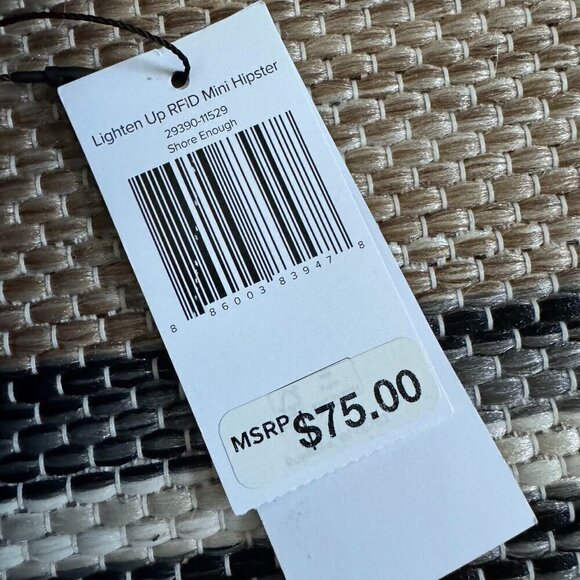 Lighten Up RFID Mini Hipster
29390-11529
Shore Enough
8 86003 83947 8
MSRP $75.00